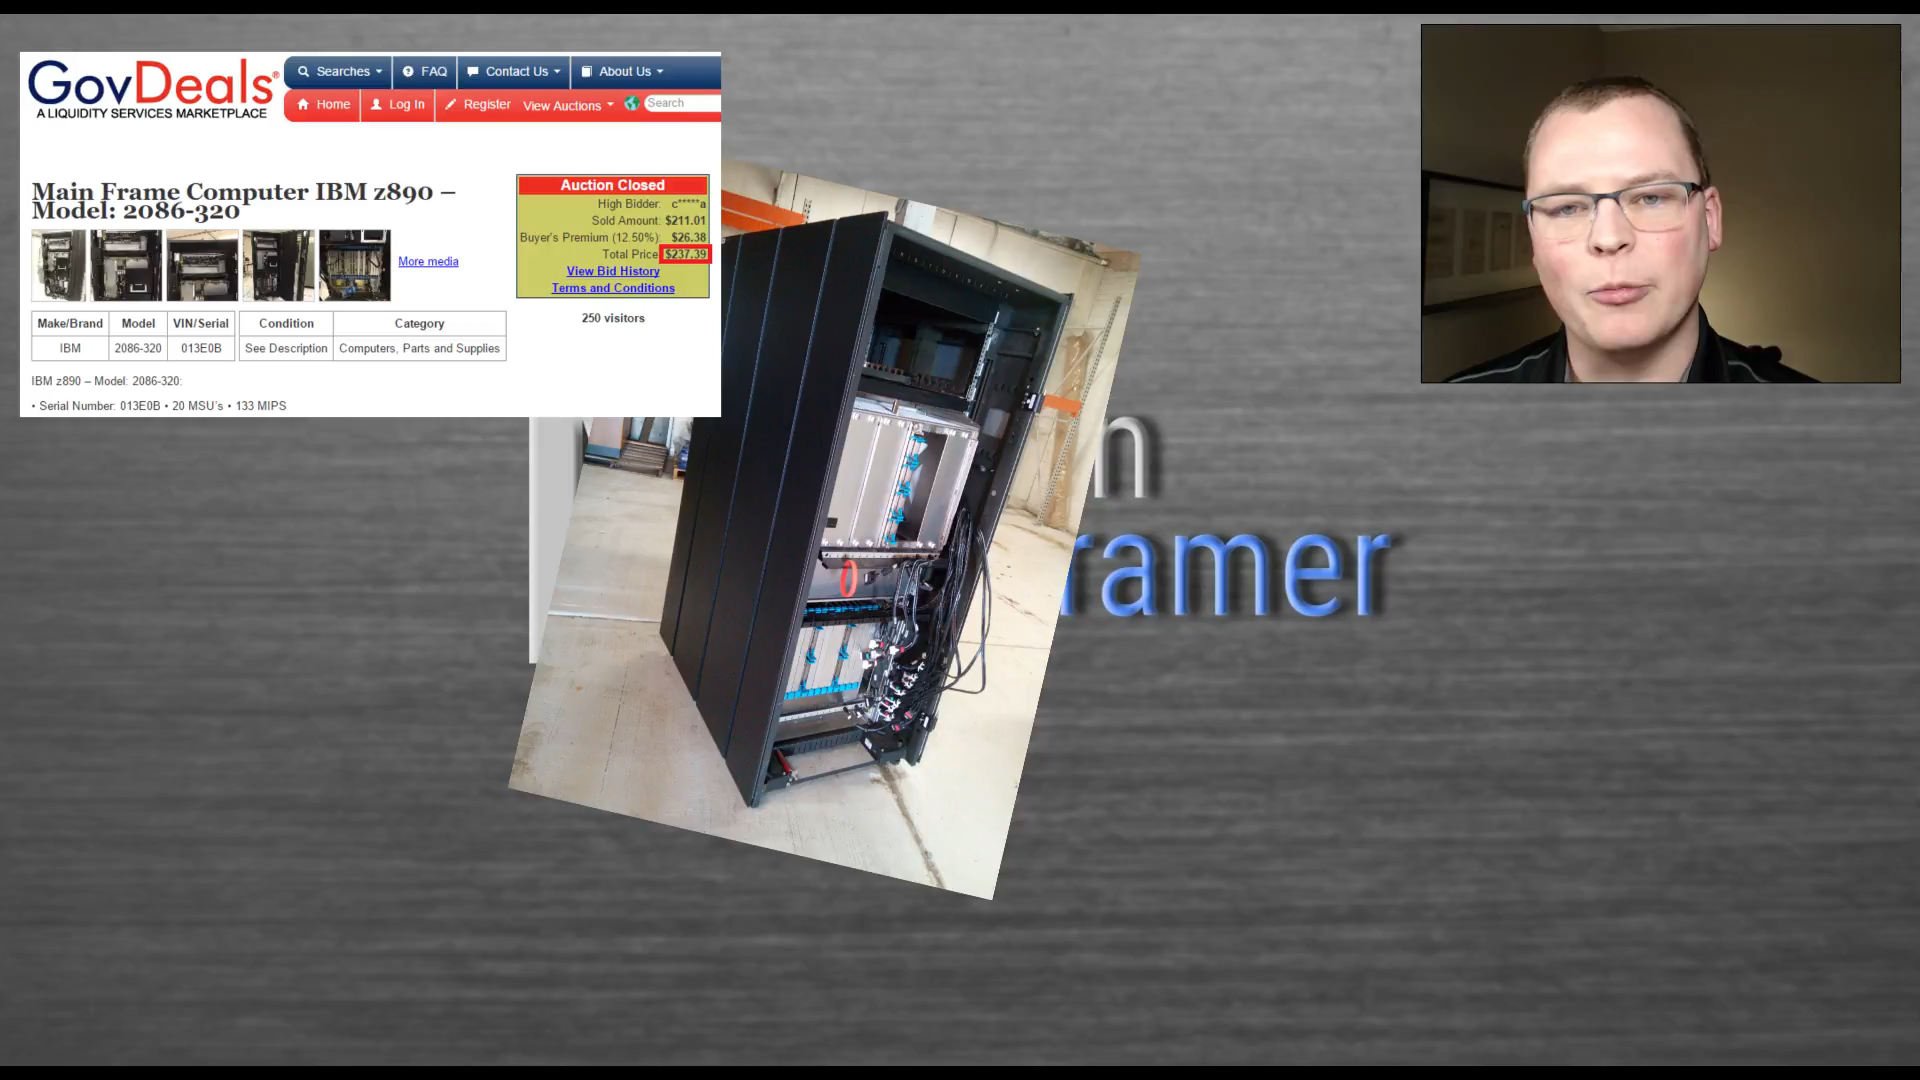 GovDeals®
A LIQUIDITY SERVICES MARKETPLACE
Searches FAQ Contact Us About Us
Home Log In Register View Auctions Search
Main Frame Computer IBM z890 –
Model: 2086-320
More media
Auction Closed
High Bidder: c*****a
Sold Amount: $211.01
Buyer's Premium (12.50%): $26.38
Total Price: $237.39
View Bid History
Terms and Conditions
250 visitors
Make/Brand Model VIN/Serial Condition Category
IBM 2086-320 013E0B See Description Computers, Parts and Supplies
IBM z890 – Model: 2086-320:
• Serial Number: 013E0B • 20 MSU's • 133 MIPS
n
ramer